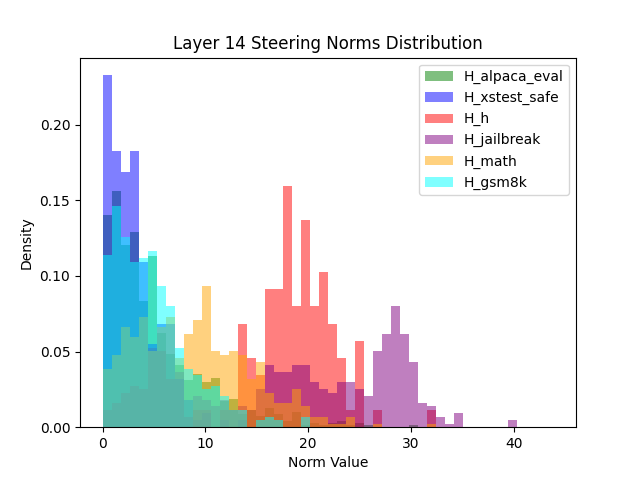 Layer 14 Steering Norms Distribution
H_alpaca_eval
H_xstest_safe
H_h
H_jailbreak
H_math
H_gsm8k
Density
0.20
0.15
0.10
0.05
0.00
0
10
20
30
40
Norm Value